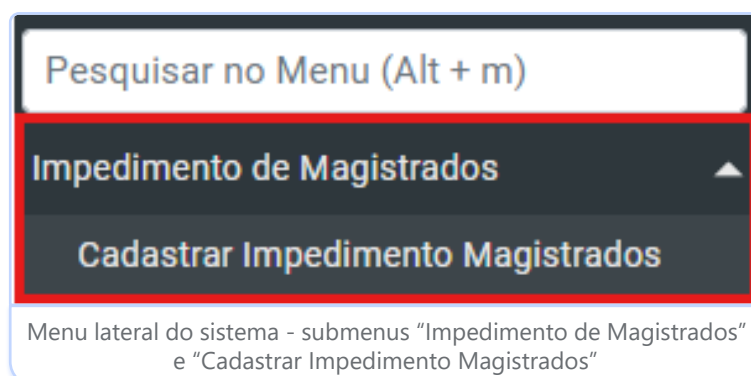 Pesquisar no Menu (Alt + m)
Impedimento de Magistrados
Cadastrar Impedimento Magistrados
Menu lateral do sistema - submenus “Impedimento de Magistrados”
e “Cadastrar Impedimento Magistrados”